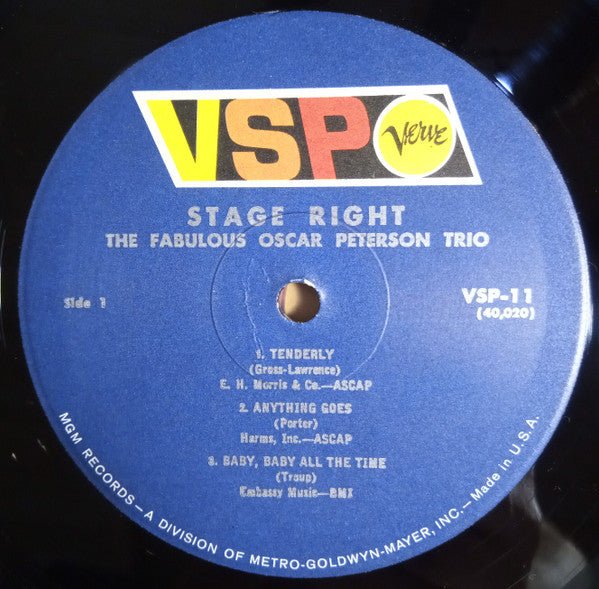 VSP Verve
STAGE RIGHT
THE FABULOUS OSCAR PETERSON TRIO
Side 1
VSP-11
(40,020)
1. TENDERLY
(Gross-Lawrence)
E. H. Morris & Co.—ASCAP
2. ANYTHING GOES
(Porter)
Harms, Inc.—ASCAP
3. BABY, BABY ALL THE TIME
(Troup)
Embassy Music—BMI
MGM RECORDS—A DIVISION OF METRO-GOLDWYN-MAYER, INC.—Made in U.S.A.